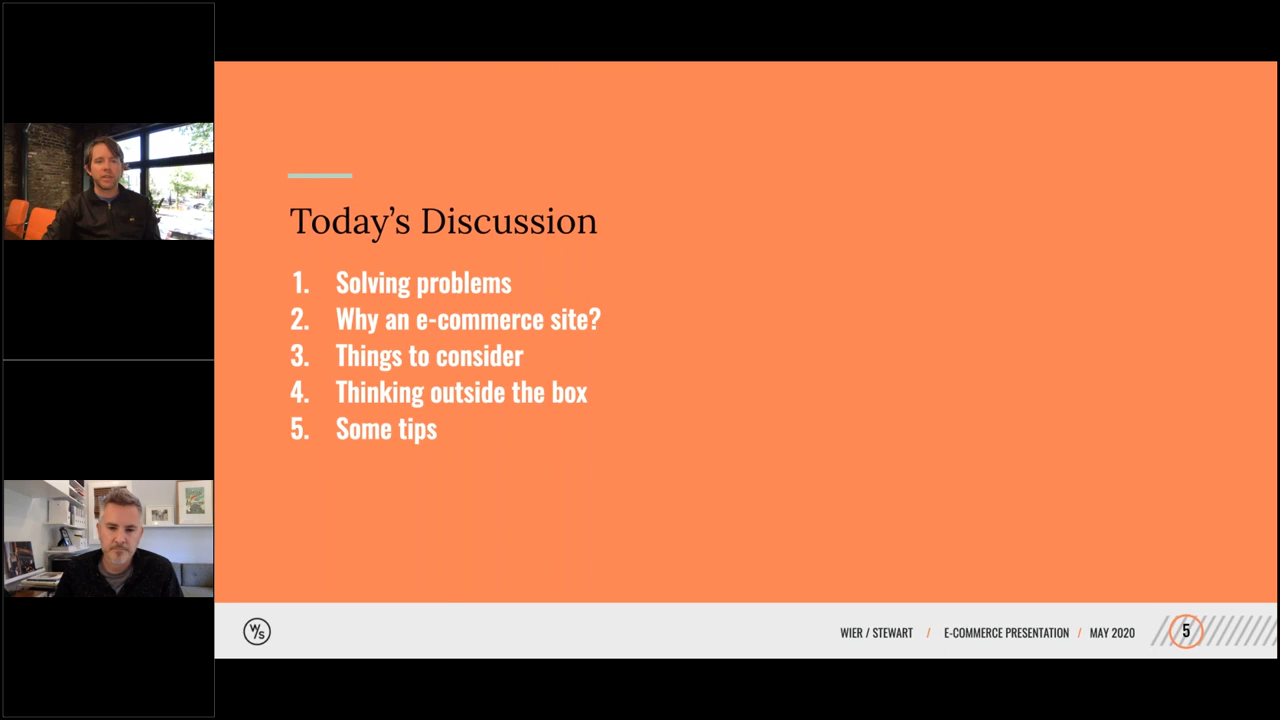 Today’s Discussion
1. Solving problems
2. Why an e-commerce site?
3. Things to consider
4. Thinking outside the box
5. Some tips
W/S
WIER / STEWART / E-COMMERCE PRESENTATION / MAY 2020
5